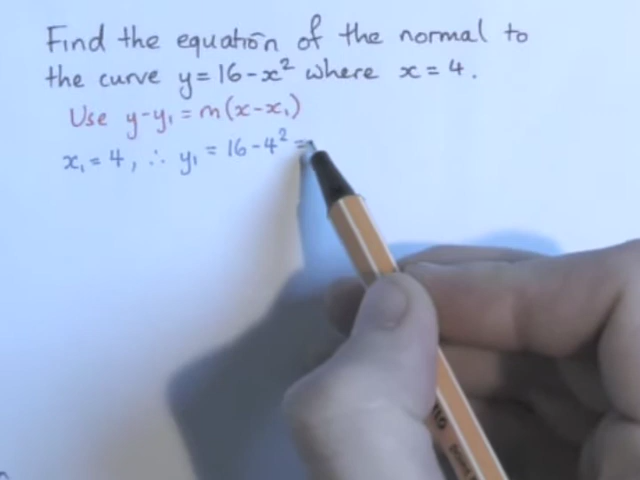 Find the equation of the normal to
the curve y = 16 - x² where x = 4.
Use y - y₁ = m(x - x₁)
x₁ = 4, ∴ y₁ = 16 - 4² =